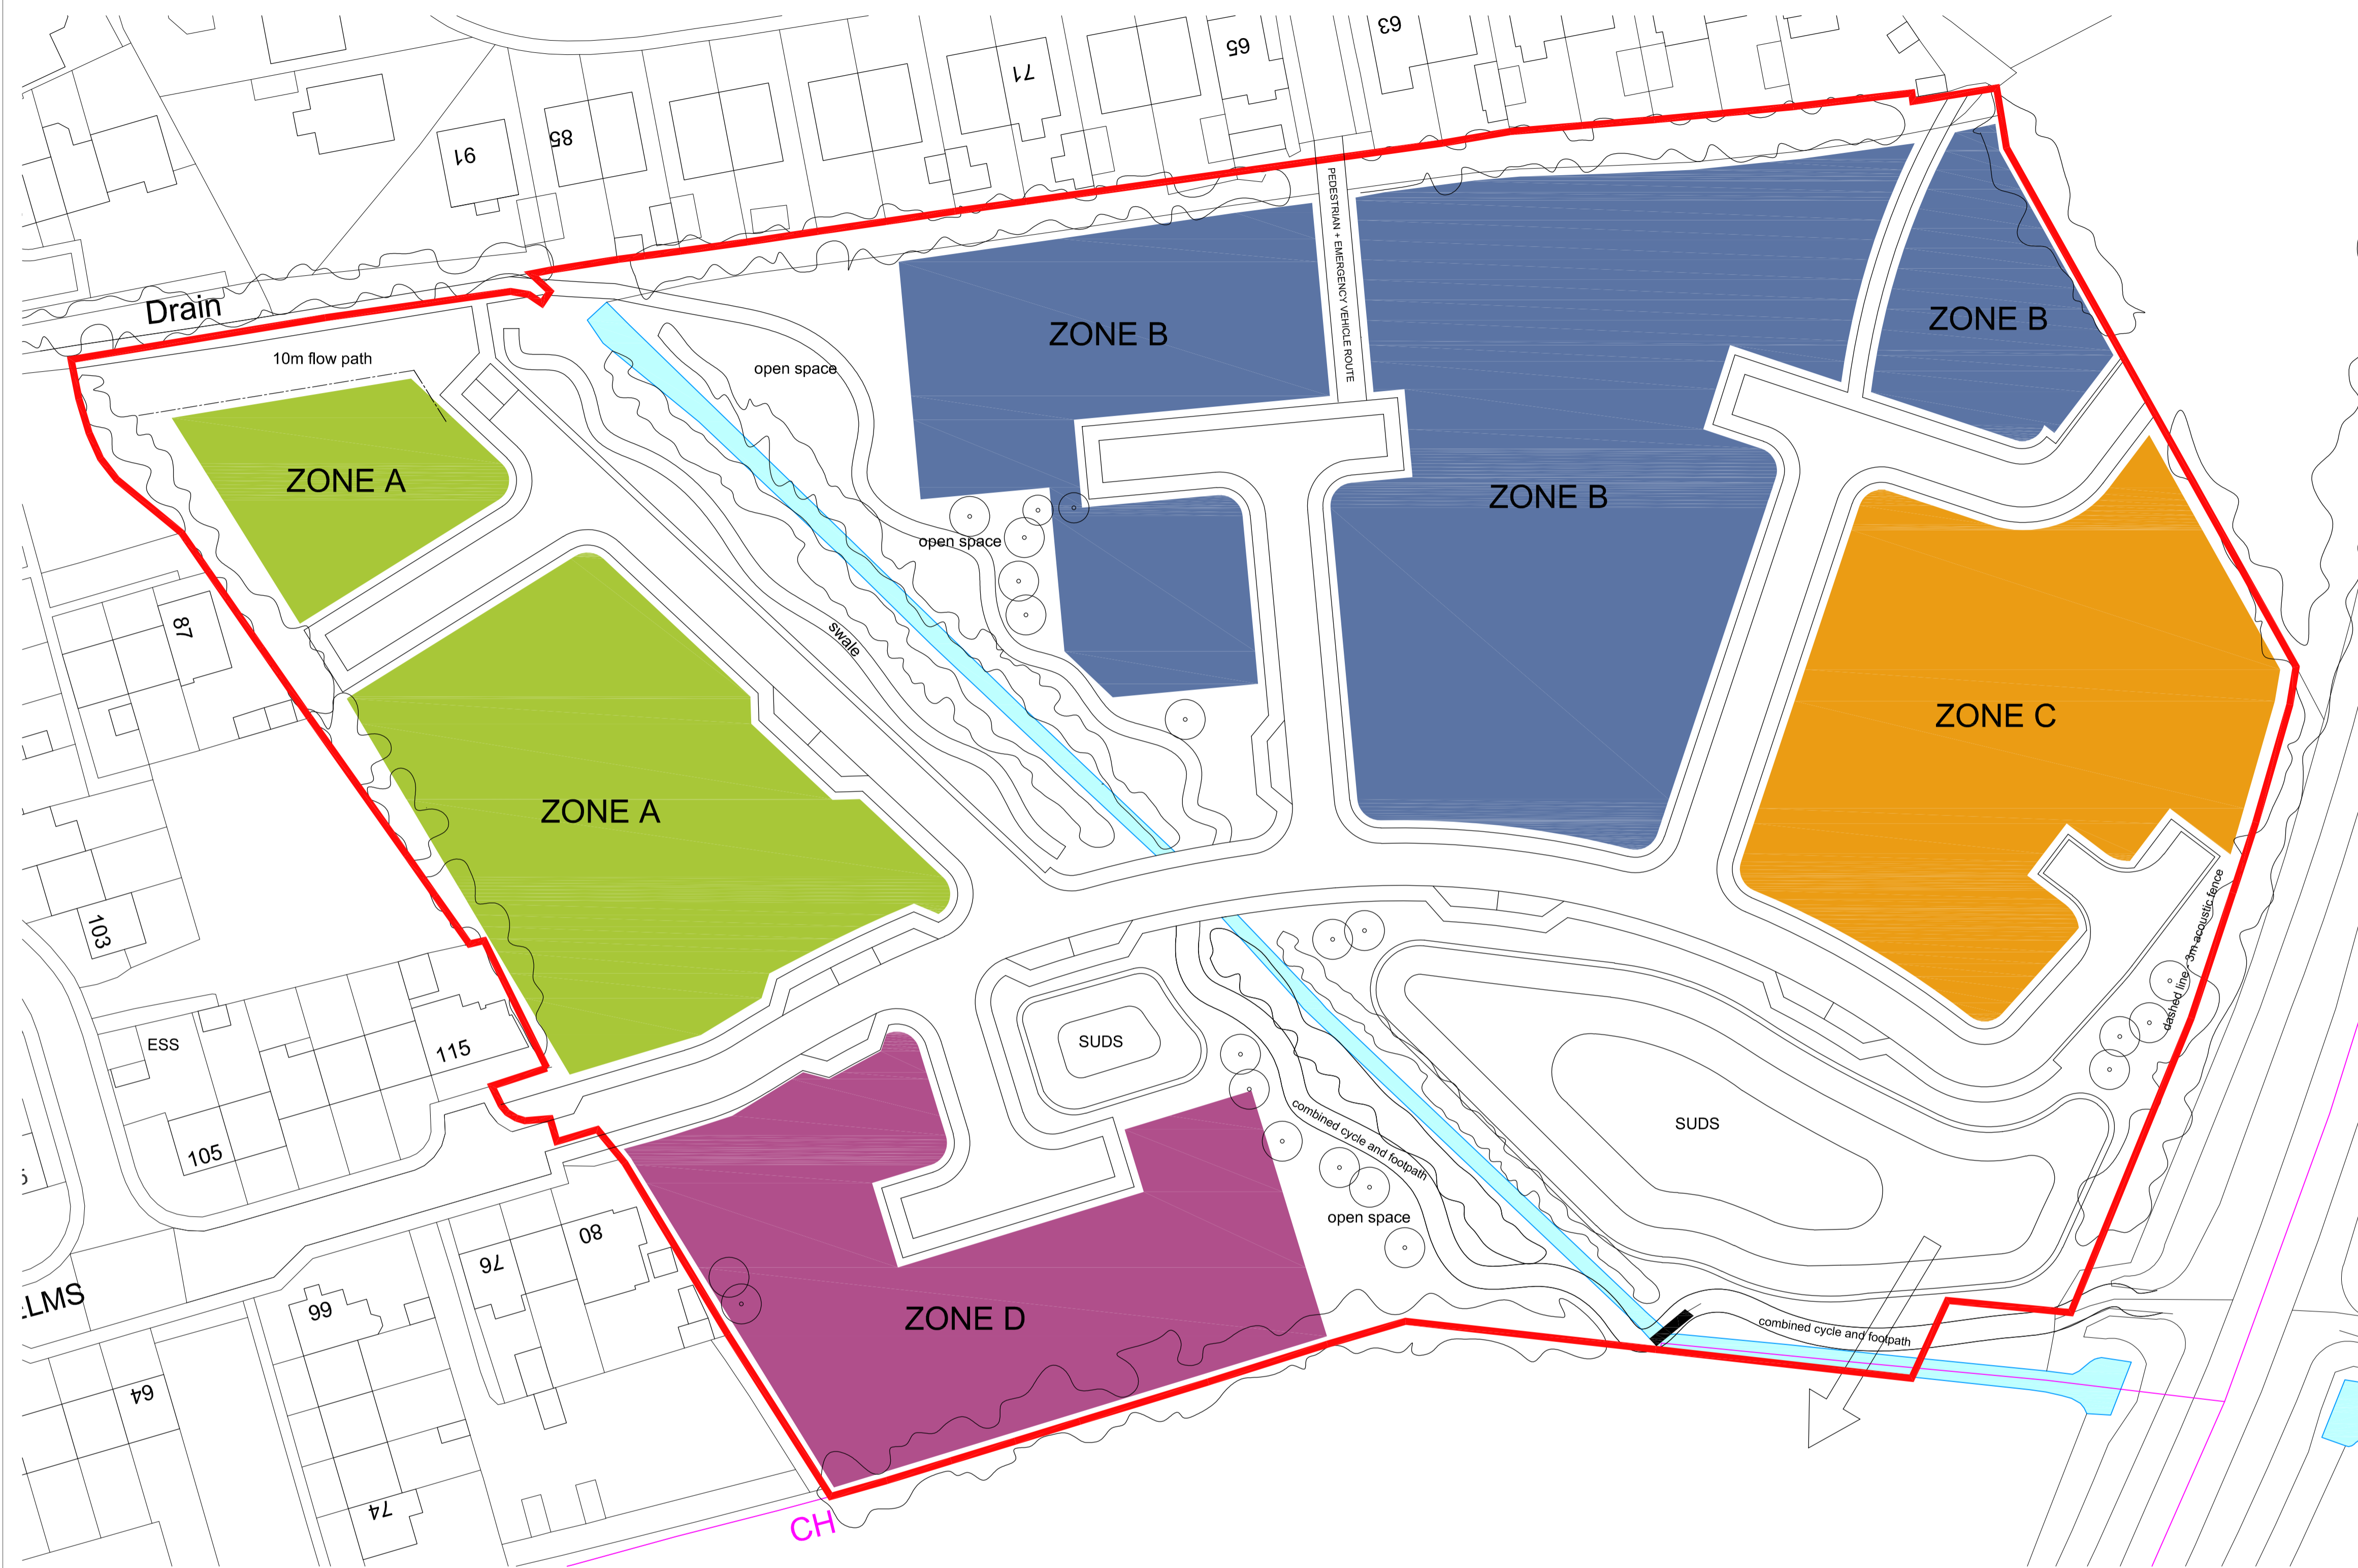 63
65
71
85
91
Drain
10m flow path
PEDESTRIAN + EMERGENCY VEHICLE ROUTE
ZONE B
ZONE B
open space
ZONE A
ZONE B
open space
swale
87
ZONE C
ZONE A
103
dashed line - 3m acoustic fence
ESS
115
SUDS
105
SUDS
combined cycle and footpath
open space
80
76
99
LMS
ZONE D
combined cycle and footpath
64
74
CH